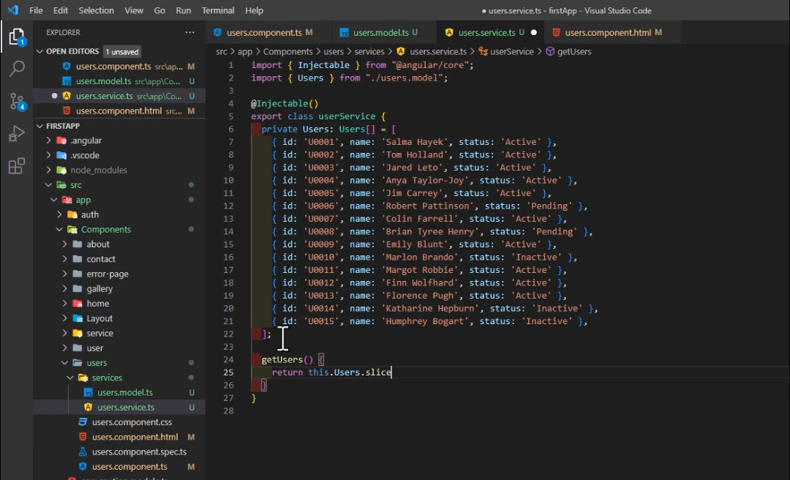 File Edit Selection View Go Run Terminal Help
● users.service.ts - firstApp - Visual Studio Code
EXPLORER ···
OPEN EDITORS 1 unsaved
users.component.ts src\ap... M
users.model.ts src\app\Co... U
● users.service.ts src\app\Co... U
users.component.html src\... M
FIRSTAPP
.angular
.vscode
node_modules
src
app
auth
Components
about
contact
error-page
gallery
home
Layout
service
user
users
services
users.model.ts U
users.service.ts U
users.component.css
users.component.html M
users.component.spec.ts
users.component.ts M
users.component.ts M
users.model.ts U
users.service.ts U ●
users.component.html M
src > app > Components > users > services > users.service.ts > userService > getUsers
1 import { Injectable } from "@angular/core";
2 import { Users } from "./users.model";
3
4 @Injectable()
5 export class userService {
6 private Users: Users[] = [
7 { id: 'U0001', name: 'Salma Hayek', status: 'Active' },
8 { id: 'U0002', name: 'Tom Holland', status: 'Active' },
9 { id: 'U0003', name: 'Jared Leto', status: 'Active' },
10 { id: 'U0004', name: 'Anya Taylor-Joy', status: 'Active' },
11 { id: 'U0005', name: 'Jim Carrey', status: 'Active' },
12 { id: 'U0006', name: 'Robert Pattinson', status: 'Pending' },
13 { id: 'U0007', name: 'Colin Farrell', status: 'Active' },
14 { id: 'U0008', name: 'Brian Tyree Henry', status: 'Pending' },
15 { id: 'U0009', name: 'Emily Blunt', status: 'Active' },
16 { id: 'U0010', name: 'Marlon Brando', status: 'Inactive' },
17 { id: 'U0011', name: 'Margot Robbie', status: 'Active' },
18 { id: 'U0012', name: 'Finn Wolfhard', status: 'Active' },
19 { id: 'U0013', name: 'Florence Pugh', status: 'Active' },
20 { id: 'U0014', name: 'Katharine Hepburn', status: 'Inactive' },
21 { id: 'U0015', name: 'Humphrey Bogart', status: 'Inactive' },
22 ];
23
24 getUsers() {
25 return this.Users.slice
26 }
27 }
28